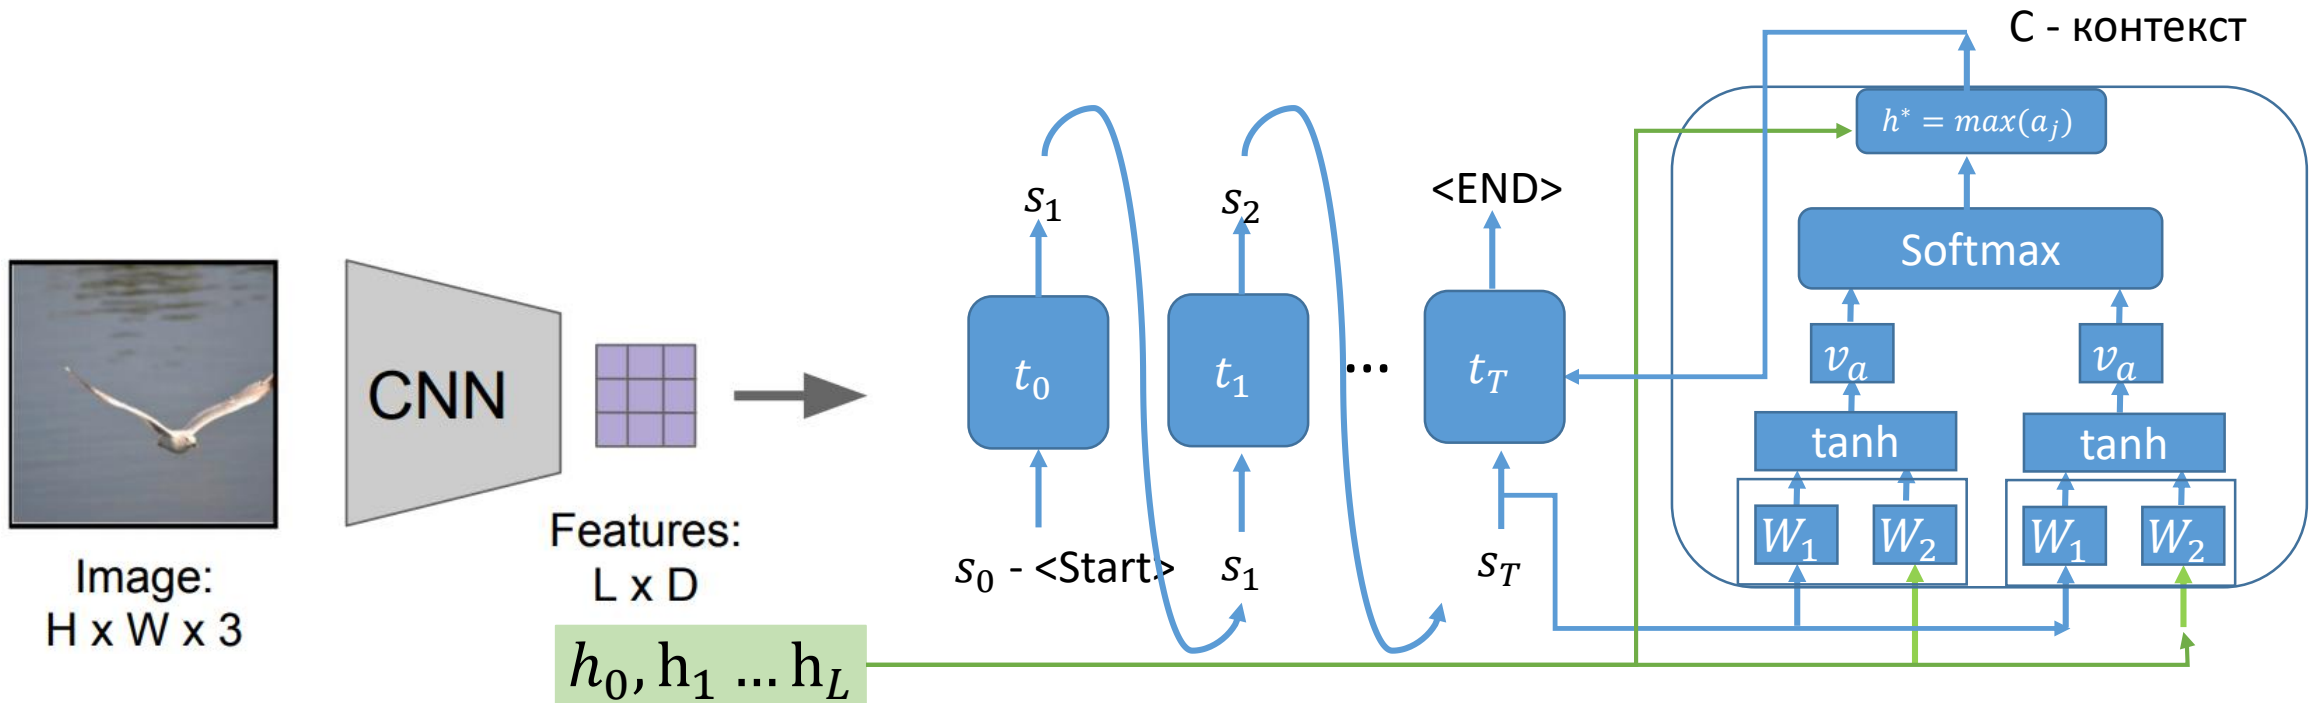 C - контекст
h* = max(a_j)
s_1
s_2
<END>
Softmax
CNN
t_0
t_1
...
t_T
v_a
v_a
tanh
tanh
W_1
W_2
W_1
W_2
Features:
L x D
s_0 - <Start>
s_1
s_T
Image:
H x W x 3
h_0, h_1 ... h_L